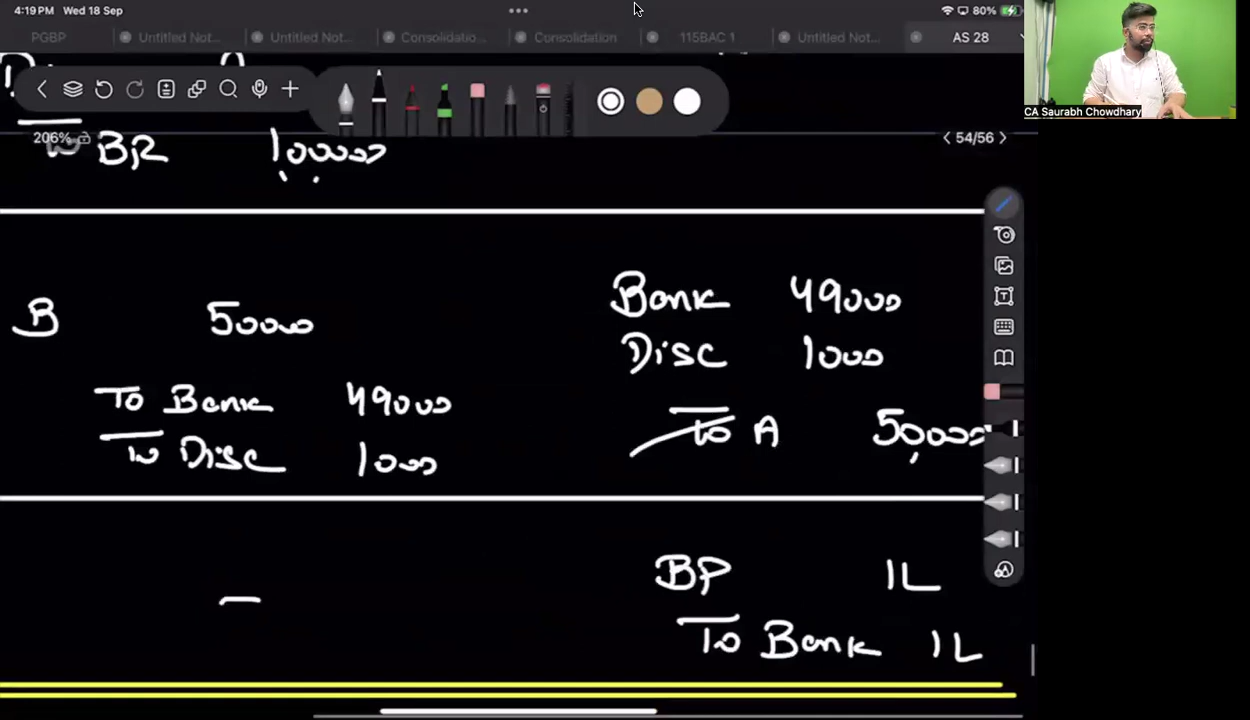 4:19 PM Wed 18 Sep
80%
PGBP
Untitled Not...
Untitled Not...
Consolidatio...
Consolidation
115BAC 1
Untitled Not...
AS 28
CA Saurabh Chowdhary
206%
54/56
To BR 100000
B 50000
To Bank 49000
To Disc 1000
Bank 49000
Disc 1000
To A 50,000
BP 1L
To Bank 1L